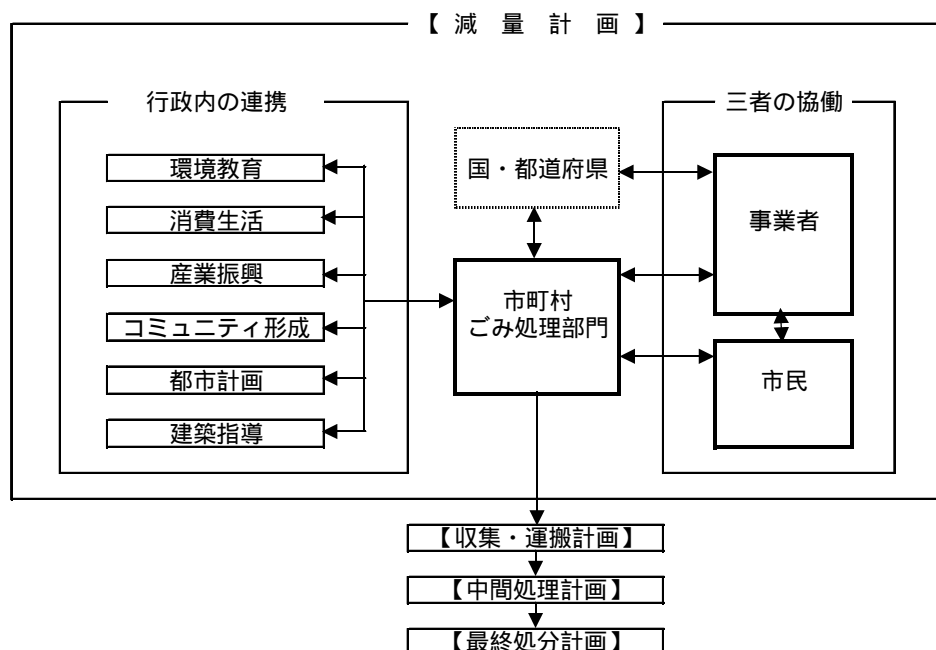 【 減 量 計 画 】
行政内の連携
環境教育
消費生活
産業振興
コミュニティ形成
都市計画
建築指導
国・都道府県
市町村
ごみ処理部門
三者の協働
事業者
市民
【収集・運搬計画】
【中間処理計画】
【最終処分計画】